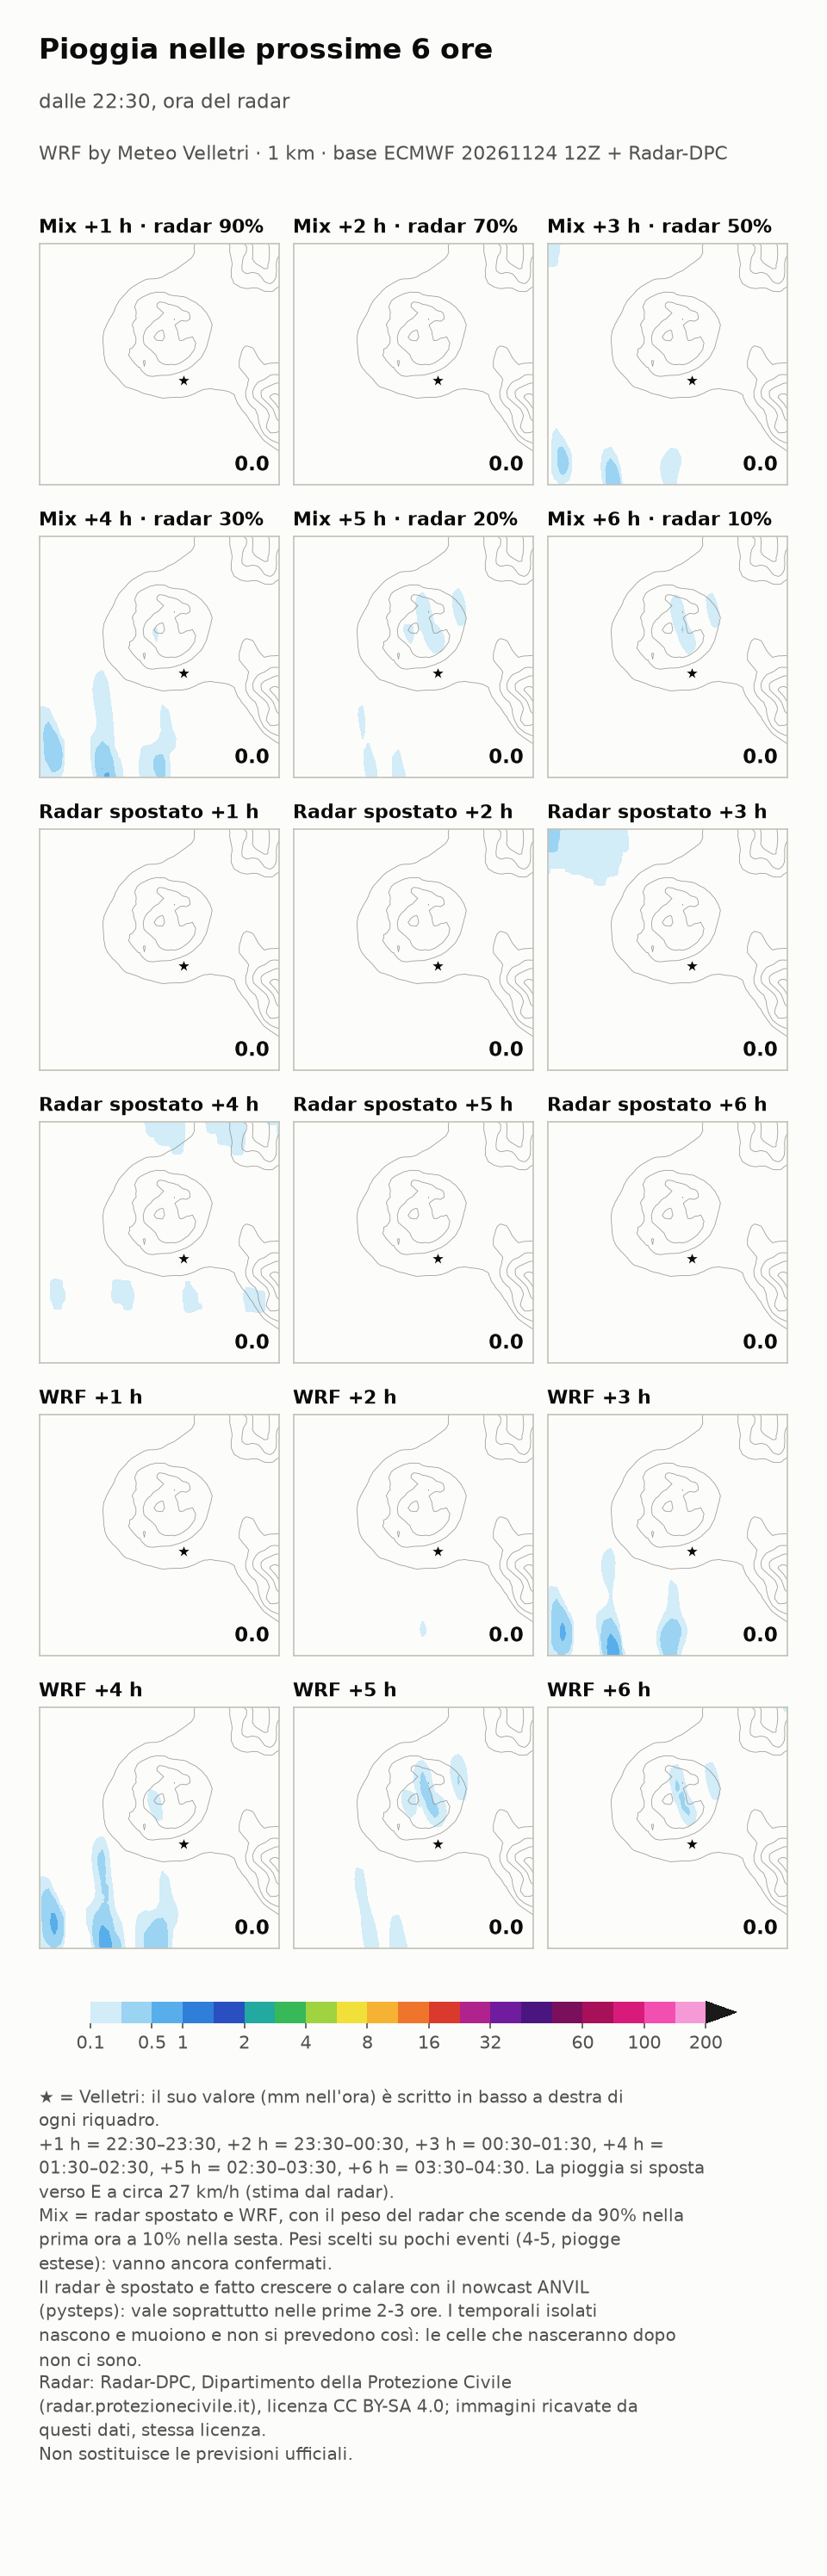 Pioggia nelle prossime 6 ore
dalle 22:30, ora del radar
WRF by Meteo Velletri · 1 km · base ECMWF 20261124 12Z + Radar-DPC
Mix +1 h · radar 90%
Mix +2 h · radar 70%
Mix +3 h · radar 50%
0.0
0.0
0.0
Mix +4 h · radar 30%
Mix +5 h · radar 20%
Mix +6 h · radar 10%
0.0
0.0
0.0
Radar spostato +1 h
Radar spostato +2 h
Radar spostato +3 h
0.0
0.0
0.0
Radar spostato +4 h
Radar spostato +5 h
Radar spostato +6 h
0.0
0.0
0.0
WRF +1 h
WRF +2 h
WRF +3 h
0.0
0.0
0.0
WRF +4 h
WRF +5 h
WRF +6 h
0.0
0.0
0.0
0.1 0.5 1 2 4 8 16 32 60 100 200
★ = Velletri: il suo valore (mm nell'ora) è scritto in basso a destra di
ogni riquadro.
+1 h = 22:30–23:30, +2 h = 23:30–00:30, +3 h = 00:30–01:30, +4 h =
01:30–02:30, +5 h = 02:30–03:30, +6 h = 03:30–04:30. La pioggia si sposta
verso E a circa 27 km/h (stima dal radar).
Mix = radar spostato e WRF, con il peso del radar che scende da 90% nella
prima ora a 10% nella sesta. Pesi scelti su pochi eventi (4-5, piogge
estese): vanno ancora confermati.
Il radar è spostato e fatto crescere o calare con il nowcast ANVIL
(pysteps): vale soprattutto nelle prime 2-3 ore. I temporali isolati
nascono e muoiono e non si prevedono così: le celle che nasceranno dopo
non ci sono.
Radar: Radar-DPC, Dipartimento della Protezione Civile
(radar.protezionecivile.it), licenza CC BY-SA 4.0; immagini ricavate da
questi dati, stessa licenza.
Non sostituisce le previsioni ufficiali.